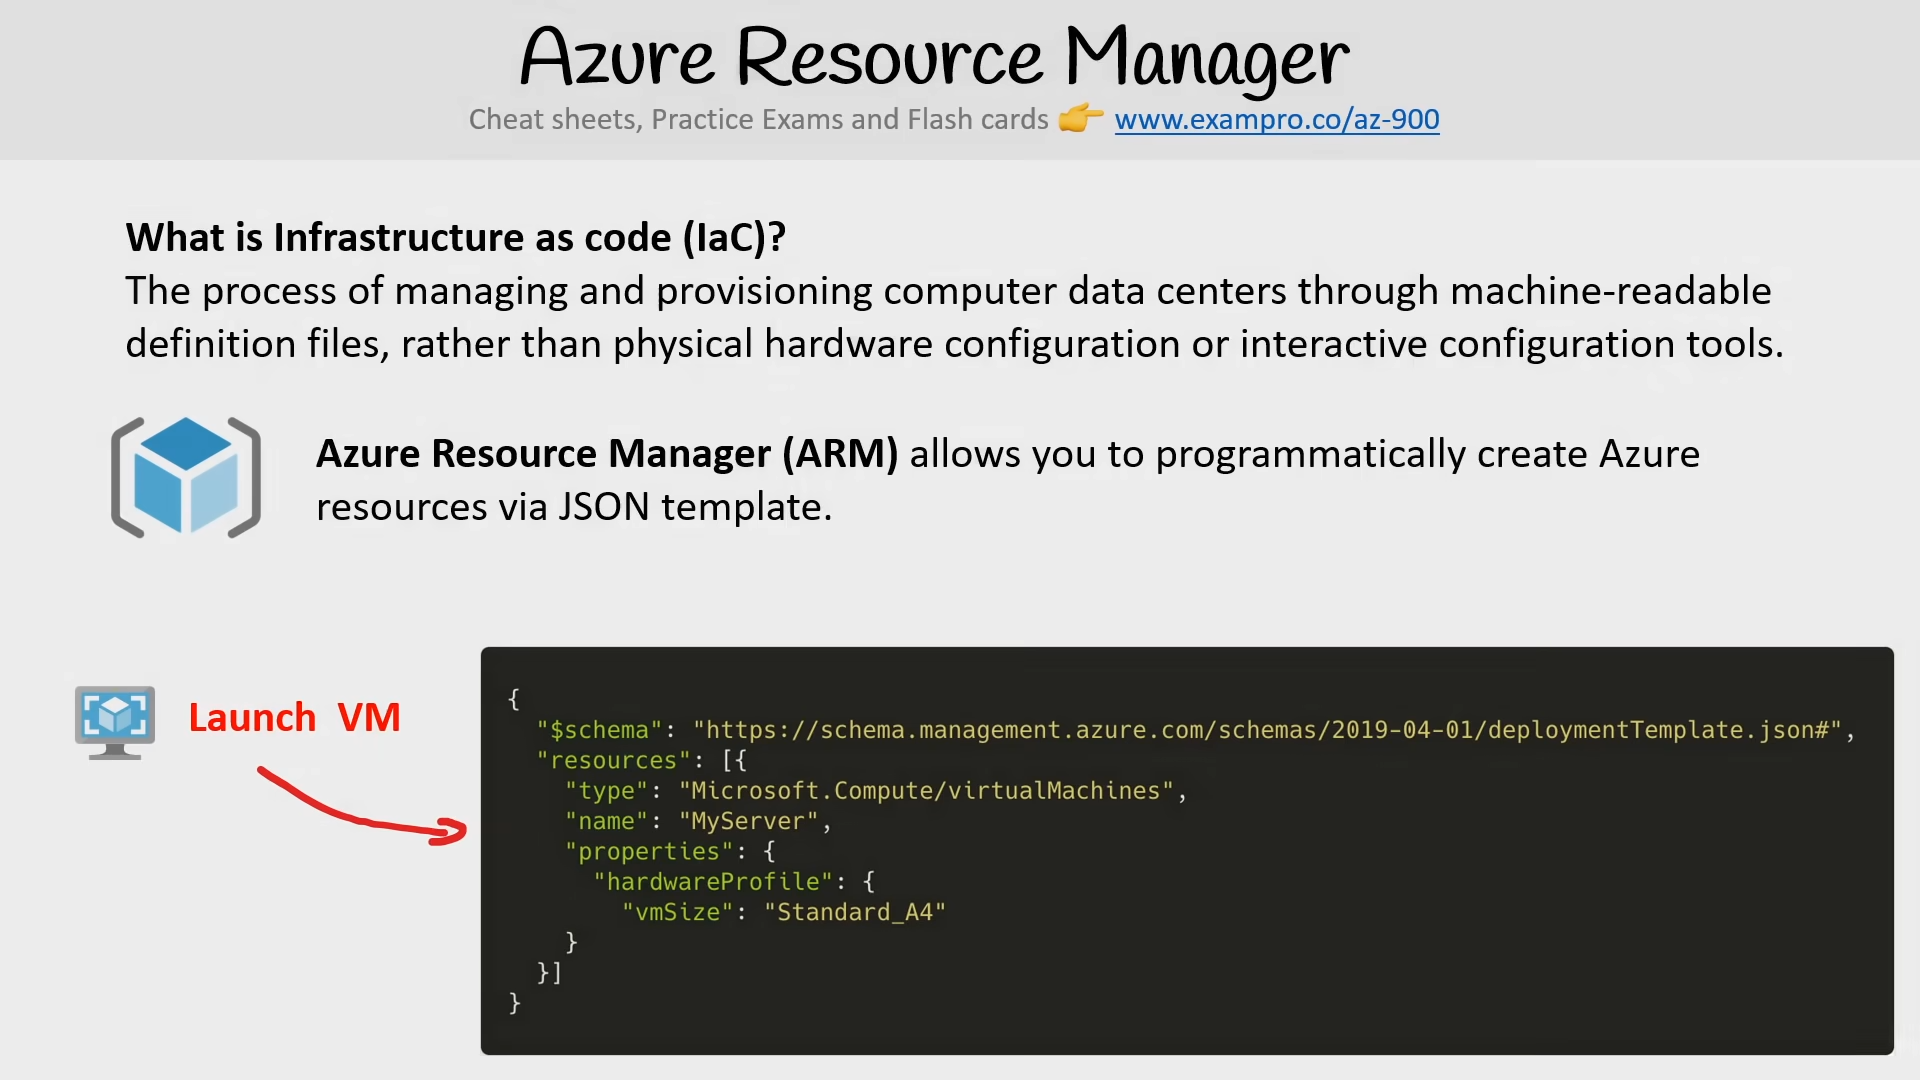 Azure Resource Manager
Cheat sheets, Practice Exams and Flash cards 👉 www.exampro.co/az-900
What is Infrastructure as code (IaC)?
The process of managing and provisioning computer data centers through machine-readable
definition files, rather than physical hardware configuration or interactive configuration tools.
Azure Resource Manager (ARM) allows you to programmatically create Azure
resources via JSON template.
Launch VM
{
  "$schema": "https://schema.management.azure.com/schemas/2019-04-01/deploymentTemplate.json#",
  "resources": [{
    "type": "Microsoft.Compute/virtualMachines",
    "name": "MyServer",
    "properties": {
      "hardwareProfile": {
        "vmSize": "Standard_A4"
    }
  }]
}